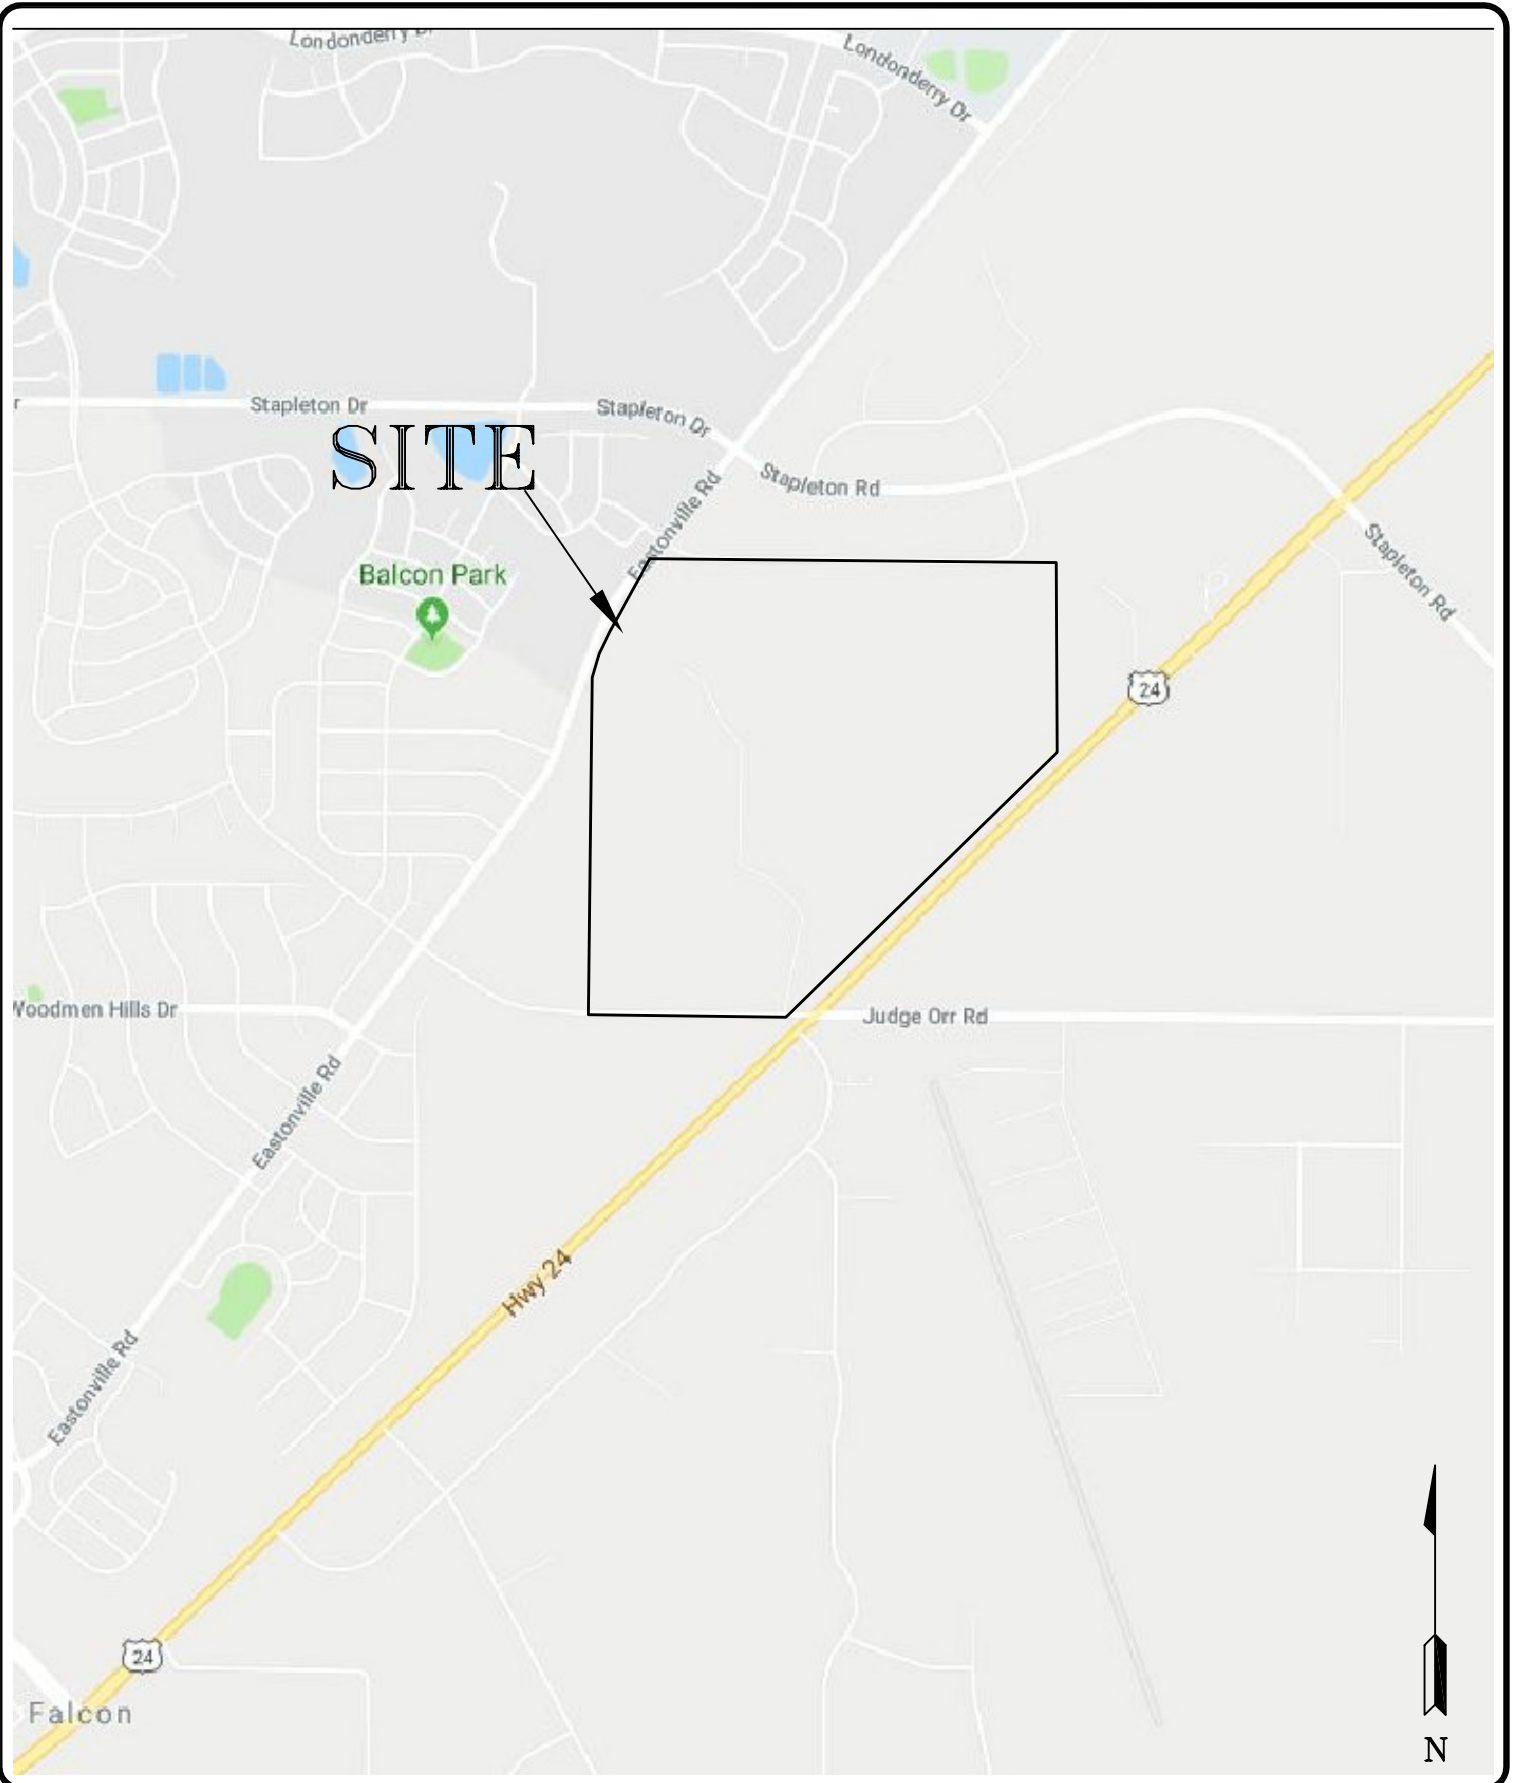 Londonderry Dr
Londonderry Dr
r
Stapleton Dr
Stapleton Dr
SITE
Stapleton Rd
Eastonville Rd
Stapleton Rd
Balcon Park
24
Woodmen Hills Dr
Judge Orr Rd
Eastonville Rd
Hwy 24
Eastonville Rd
24
Falcon
N